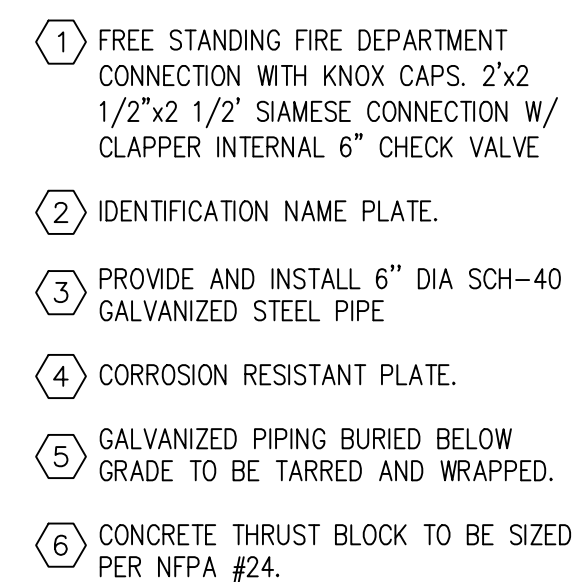 1 FREE STANDING FIRE DEPARTMENT
CONNECTION WITH KNOX CAPS. 2'x2
1/2"x2 1/2' SIAMESE CONNECTION W/
CLAPPER INTERNAL 6" CHECK VALVE
2 IDENTIFICATION NAME PLATE.
3 PROVIDE AND INSTALL 6'' DIA SCH-40
GALVANIZED STEEL PIPE
4 CORROSION RESISTANT PLATE.
5 GALVANIZED PIPING BURIED BELOW
GRADE TO BE TARRED AND WRAPPED.
6 CONCRETE THRUST BLOCK TO BE SIZED
PER NFPA #24.